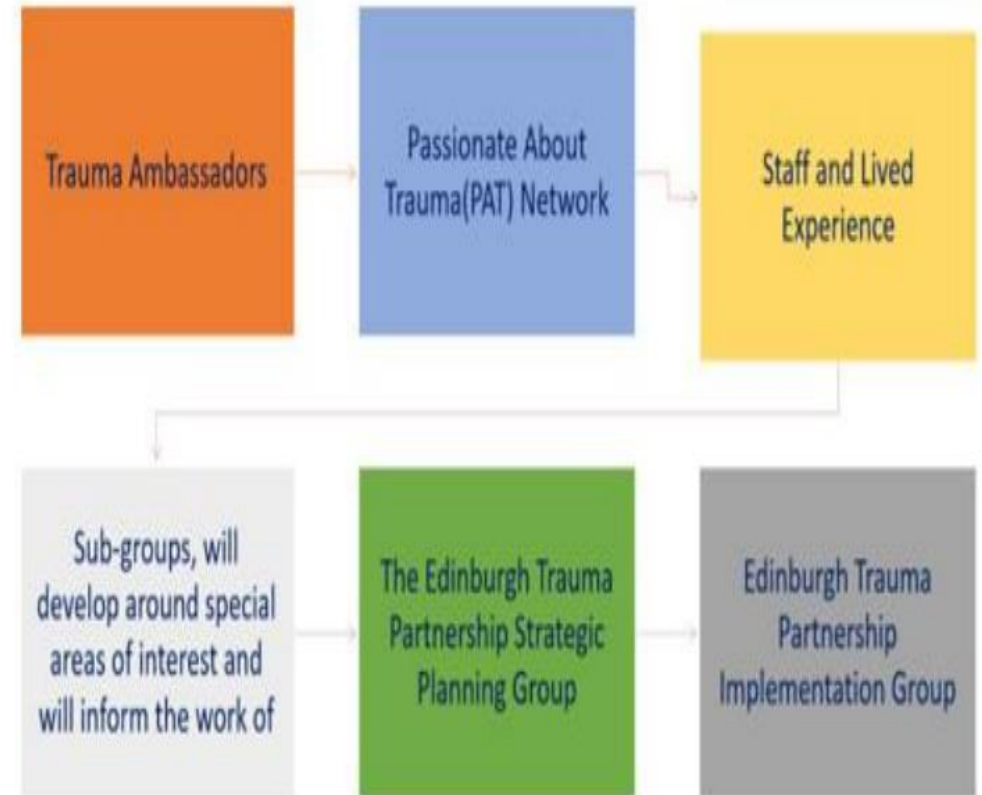 Trauma Ambassadors
Passionate About
Trauma(PAT) Network
Staff and Lived
Experience
Sub-groups, will
develop around special
areas of interest and
will inform the work of
The Edinburgh Trauma
Partnership Strategic
Planning Group
Edinburgh Trauma
Partnership
Implementation Group